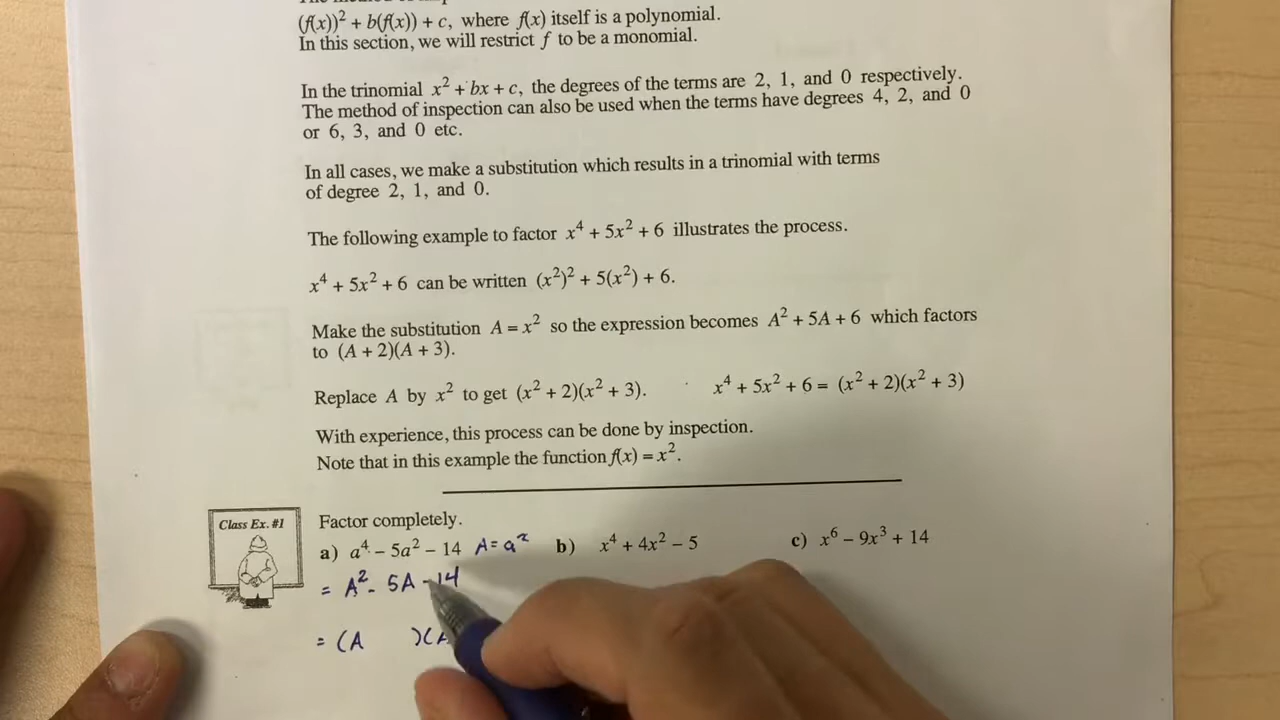 (f(x))² + b(f(x)) + c, where f(x) itself is a polynomial.
In this section, we will restrict f to be a monomial.
In the trinomial x² + bx + c, the degrees of the terms are 2, 1, and 0 respectively.
The method of inspection can also be used when the terms have degrees 4, 2, and 0
or 6, 3, and 0 etc.
In all cases, we make a substitution which results in a trinomial with terms
of degree 2, 1, and 0.
The following example to factor x⁴ + 5x² + 6 illustrates the process.
x⁴ + 5x² + 6 can be written (x²)² + 5(x²) + 6.
Make the substitution A = x² so the expression becomes A² + 5A + 6 which factors
to (A + 2)(A + 3).
Replace A by x² to get (x² + 2)(x² + 3). x⁴ + 5x² + 6 = (x² + 2)(x² + 3)
With experience, this process can be done by inspection.
Note that in this example the function f(x) = x².
Class Ex. #1
Factor completely.
a) a⁴ – 5a² – 14 A = a² b) x⁴ + 4x² – 5 c) x⁶ – 9x³ + 14
= A² - 5A - 14
= (A )(A